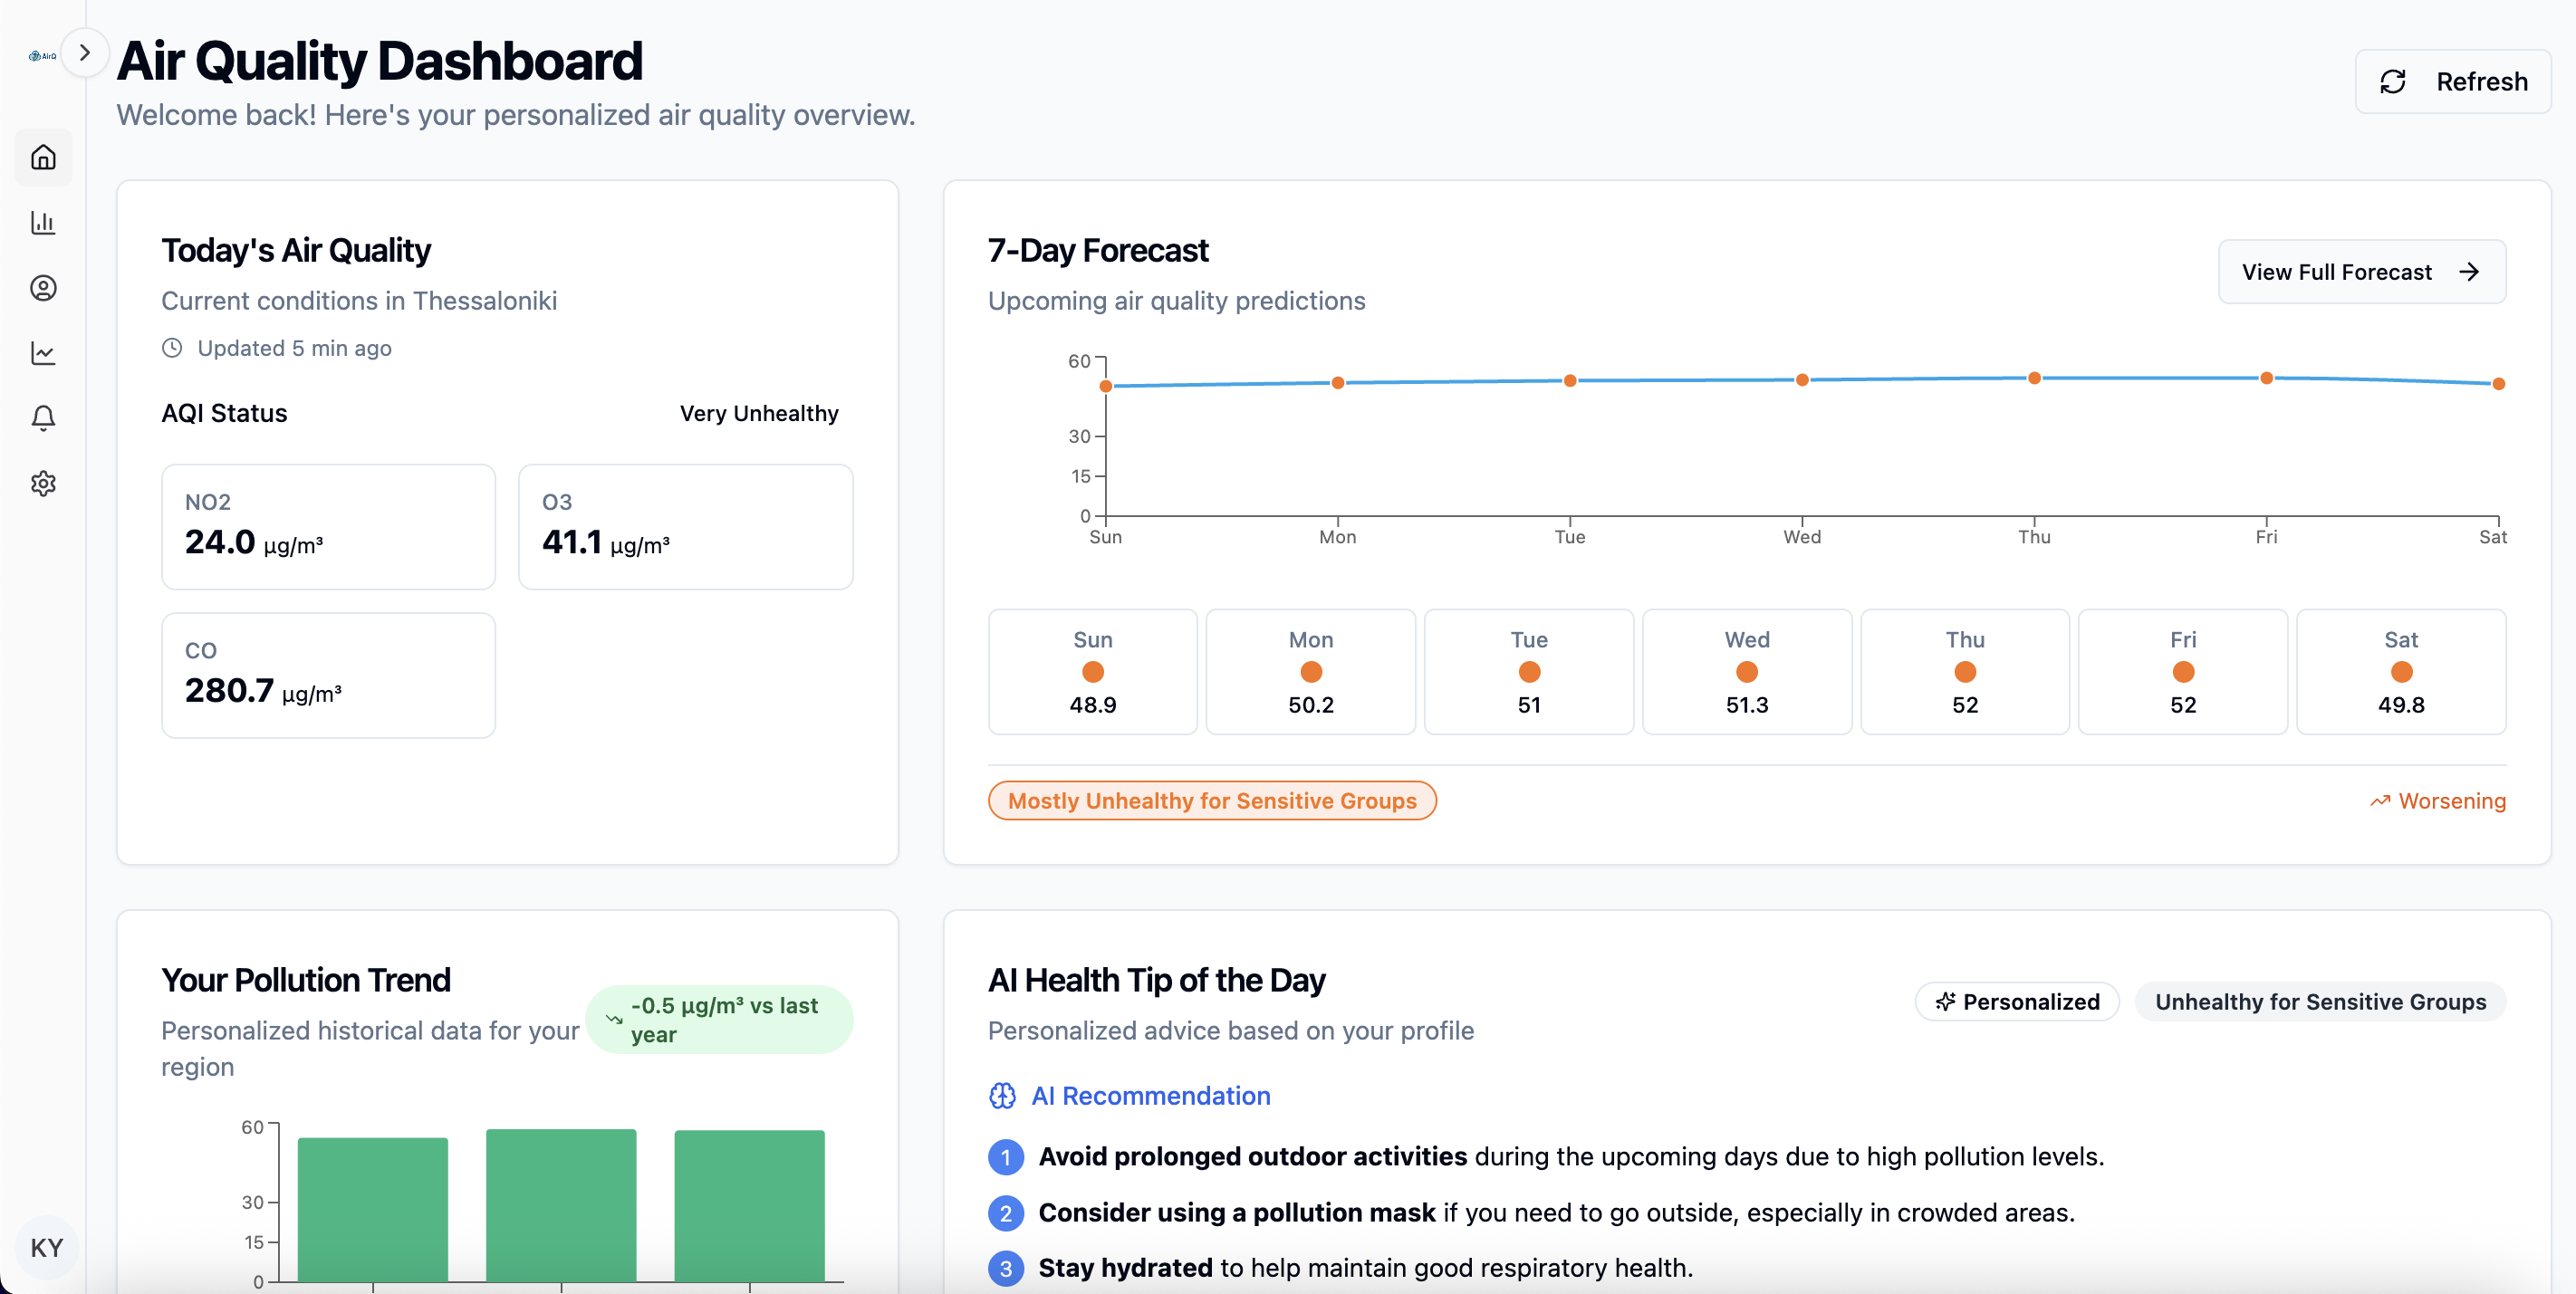 AirQ
Air Quality Dashboard
Welcome back! Here's your personalized air quality overview.
Refresh
Today's Air Quality
Current conditions in Thessaloniki
Updated 5 min ago
AQI Status
Very Unhealthy
NO2
24.0 µg/m³
O3
41.1 µg/m³
CO
280.7 µg/m³
7-Day Forecast
Upcoming air quality predictions
View Full Forecast
60
30
15
0
Sun Mon Tue Wed Thu Fri Sat
Sun
48.9
Mon
50.2
Tue
51
Wed
51.3
Thu
52
Fri
52
Sat
49.8
Mostly Unhealthy for Sensitive Groups
Worsening
Your Pollution Trend
Personalized historical data for your
region
-0.5 µg/m³ vs last
year
60
30
15
0
AI Health Tip of the Day
Personalized advice based on your profile
Personalized
Unhealthy for Sensitive Groups
AI Recommendation
1 Avoid prolonged outdoor activities during the upcoming days due to high pollution levels.
2 Consider using a pollution mask if you need to go outside, especially in crowded areas.
3 Stay hydrated to help maintain good respiratory health.
KY